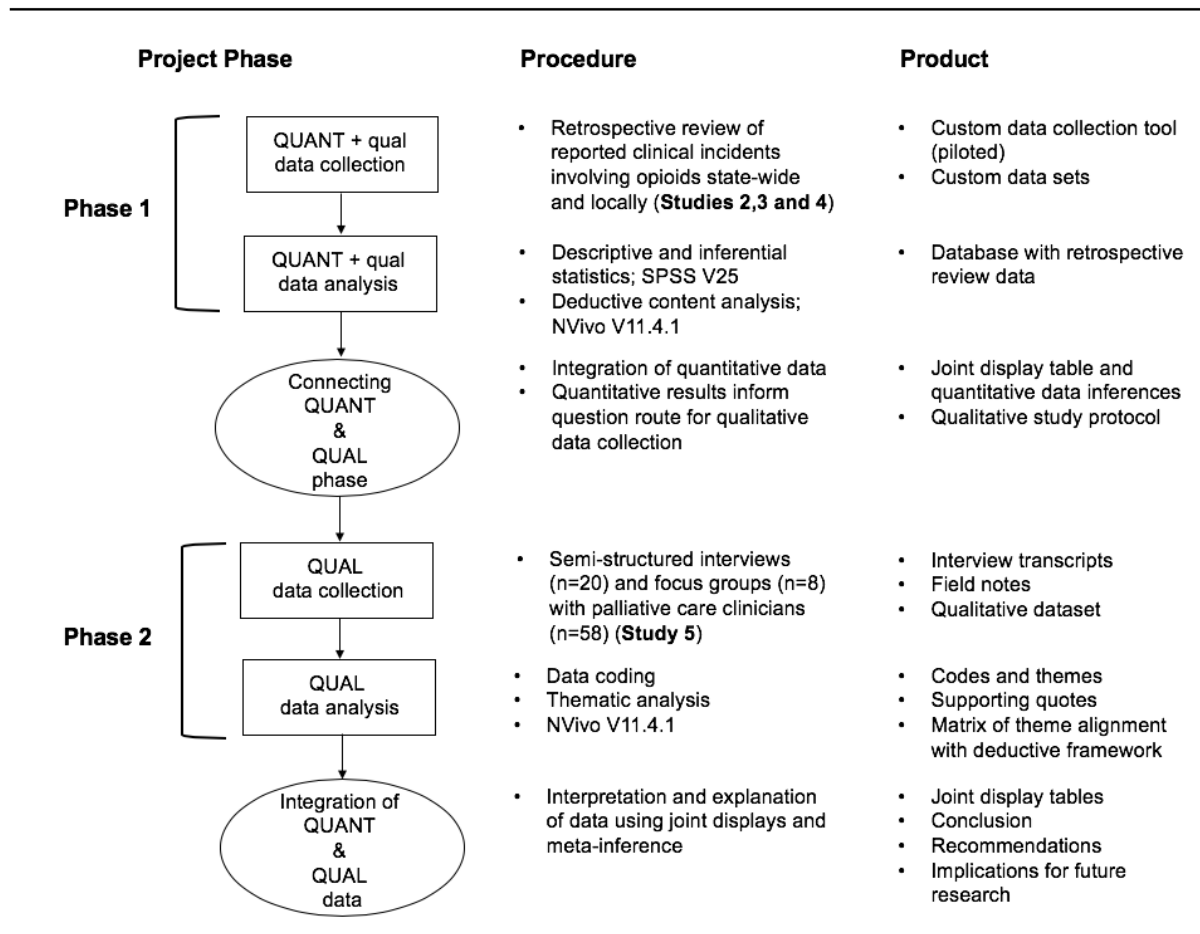 Project Phase
Procedure
Product
Phase 1
QUANT + qual
data collection
• Retrospective review of
reported clinical incidents
involving opioids state-wide
and locally (Studies 2,3 and 4)
• Custom data collection tool
(piloted)
• Custom data sets
QUANT + qual
data analysis
• Descriptive and inferential
statistics; SPSS V25
• Deductive content analysis;
NVivo V11.4.1
• Database with retrospective
review data
Connecting
QUANT
&
QUAL
phase
• Integration of quantitative data
• Quantitative results inform
question route for qualitative
data collection
• Joint display table and
quantitative data inferences
• Qualitative study protocol
Phase 2
QUAL
data collection
• Semi-structured interviews
(n=20) and focus groups (n=8)
with palliative care clinicians
(n=58) (Study 5)
• Interview transcripts
• Field notes
• Qualitative dataset
QUAL
data analysis
• Data coding
• Thematic analysis
• NVivo V11.4.1
• Codes and themes
• Supporting quotes
• Matrix of theme alignment
with deductive framework
Integration of
QUANT
&
QUAL
data
• Interpretation and explanation
of data using joint displays and
meta-inference
• Joint display tables
• Conclusion
• Recommendations
• Implications for future
research